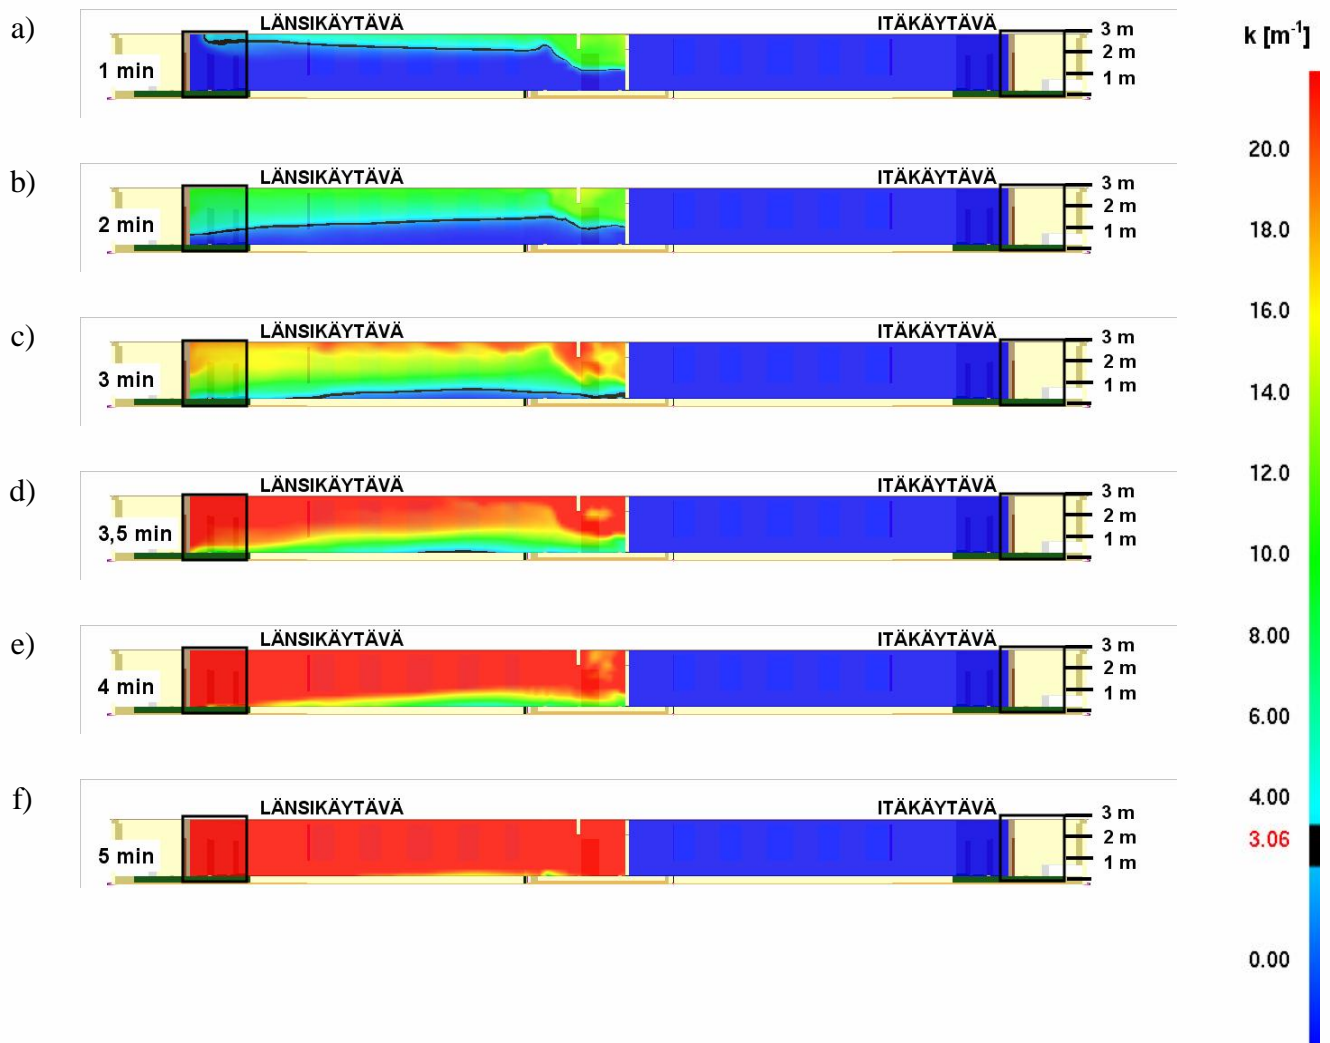 a)
LÄNSIKÄYTÄVÄ ITÄKÄYTÄVÄ
3 m
2 m
1 m
1 min
b)
LÄNSIKÄYTÄVÄ ITÄKÄYTÄVÄ
3 m
2 m
1 m
2 min
c)
LÄNSIKÄYTÄVÄ ITÄKÄYTÄVÄ
3 m
2 m
1 m
3 min
d)
LÄNSIKÄYTÄVÄ ITÄKÄYTÄVÄ
3 m
2 m
1 m
3,5 min
e)
LÄNSIKÄYTÄVÄ ITÄKÄYTÄVÄ
3 m
2 m
1 m
4 min
f)
LÄNSIKÄYTÄVÄ ITÄKÄYTÄVÄ
3 m
2 m
1 m
5 min
k [m⁻¹]
20.0
18.0
16.0
14.0
12.0
10.0
8.00
6.00
4.00
3.06
0.00